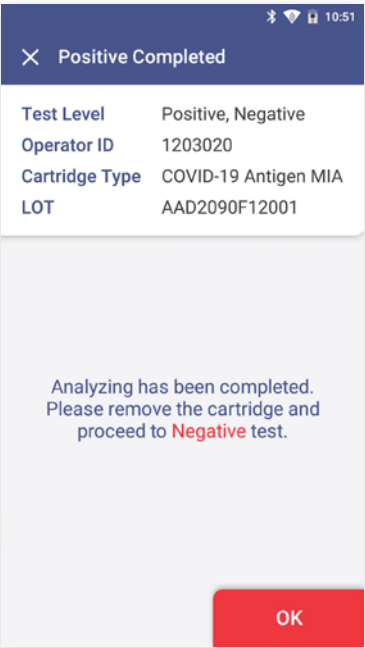 10:51
Positive Completed
Test Level Positive, Negative
Operator ID 1203020
Cartridge Type COVID-19 Antigen MIA
LOT AAD2090F12001
Analyzing has been completed.
Please remove the cartridge and
proceed to Negative test.
OK